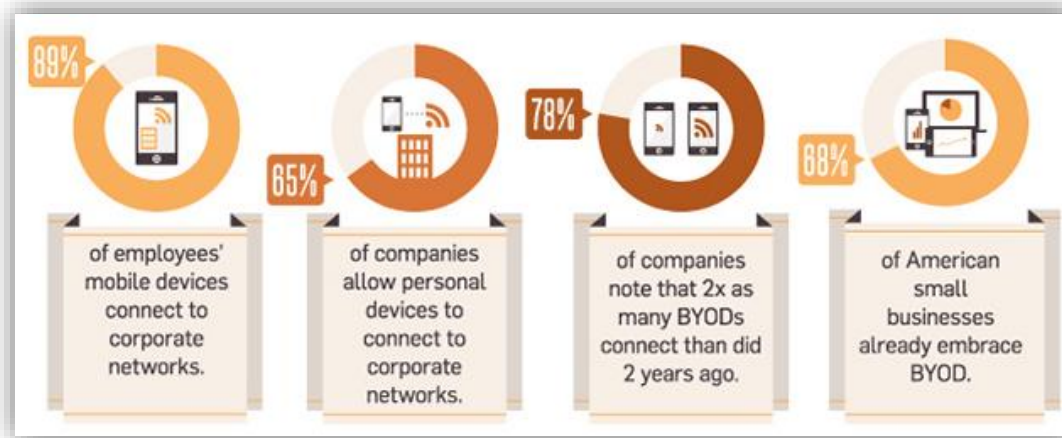 89%
of employees'
mobile devices
connect to
corporate
networks.
65%
of companies
allow personal
devices to
connect to
corporate
networks.
78%
of companies
note that 2x as
many BYODs
connect than did
2 years ago.
68%
of American
small
businesses
already embrace
BYOD.